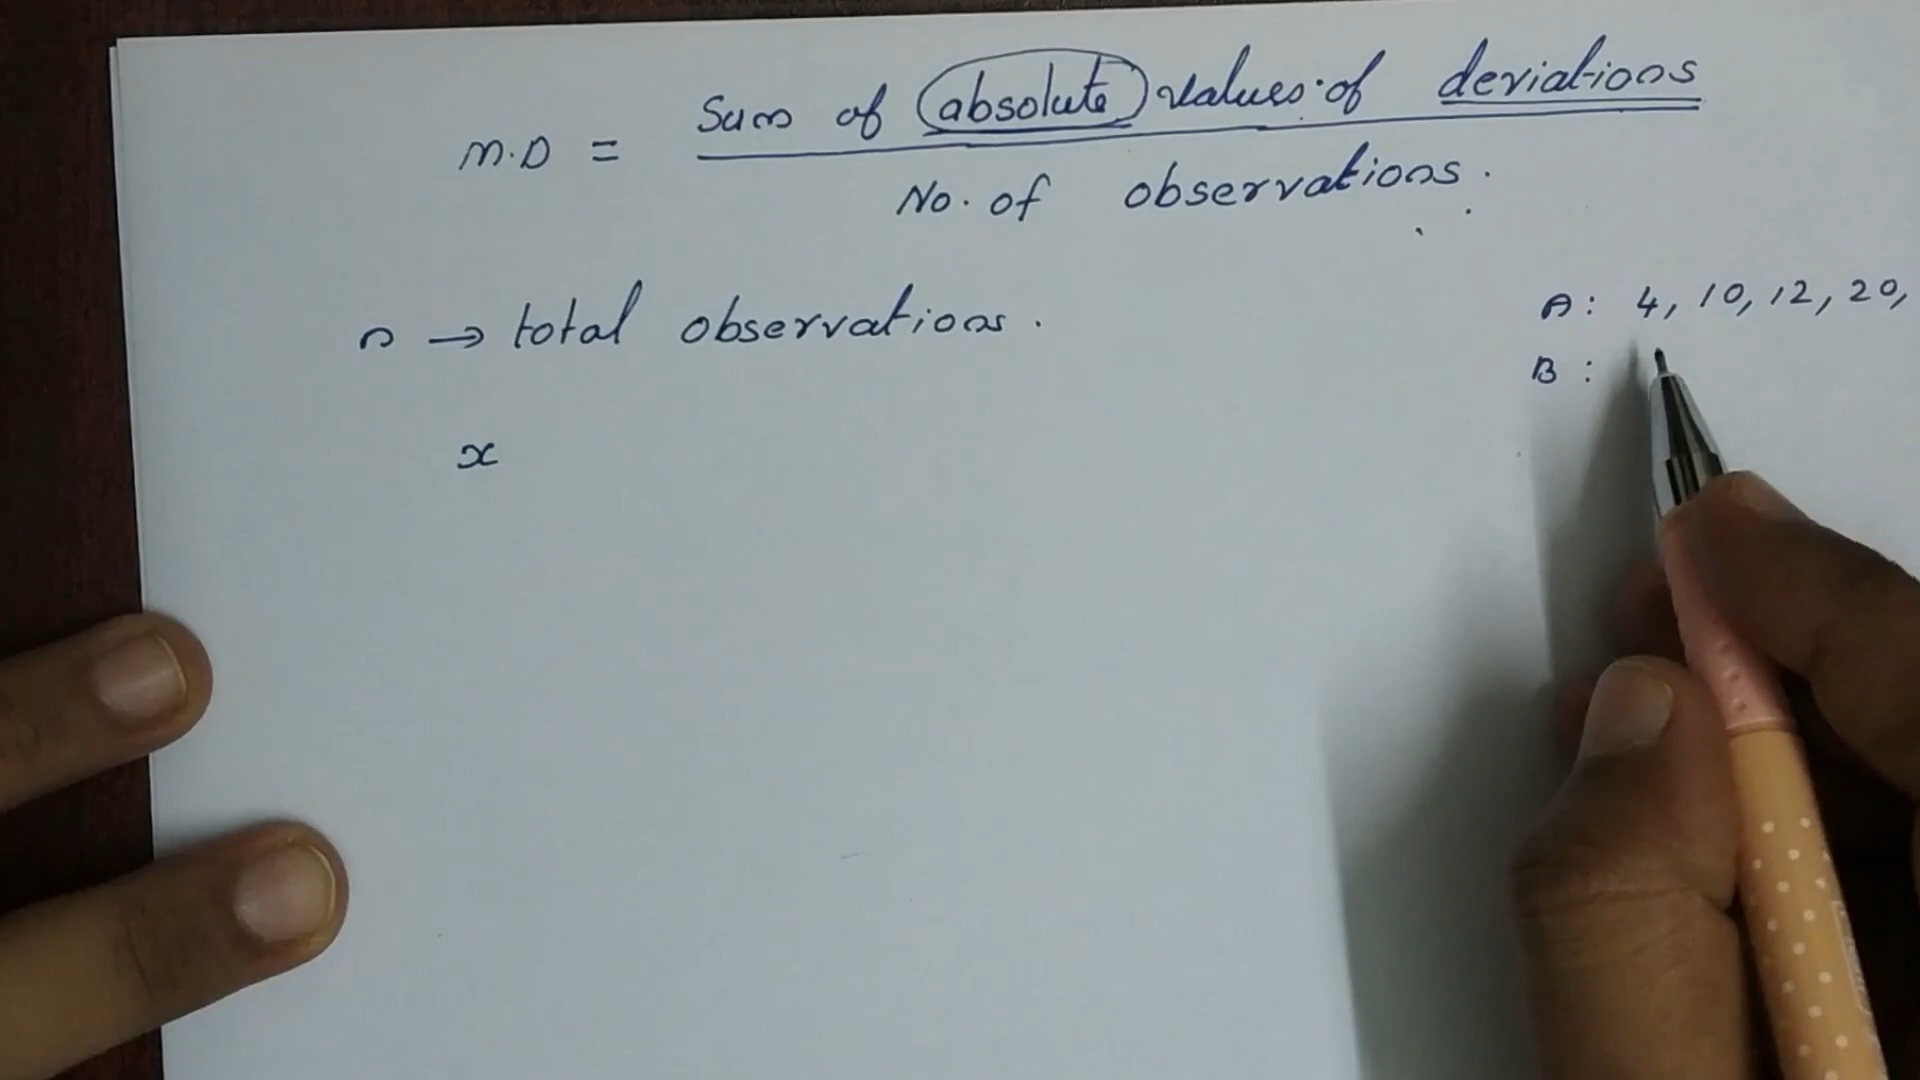 M.D = Sum of absolute values of deviations
No. of observations.
n → total observations.
A: 4, 10, 12, 20,
B :
x